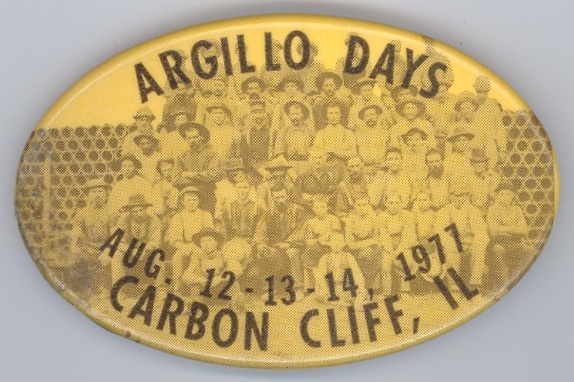 ARGILLO DAYS
AUG. 12-13-14, 1977
CARBON CLIFF, IL